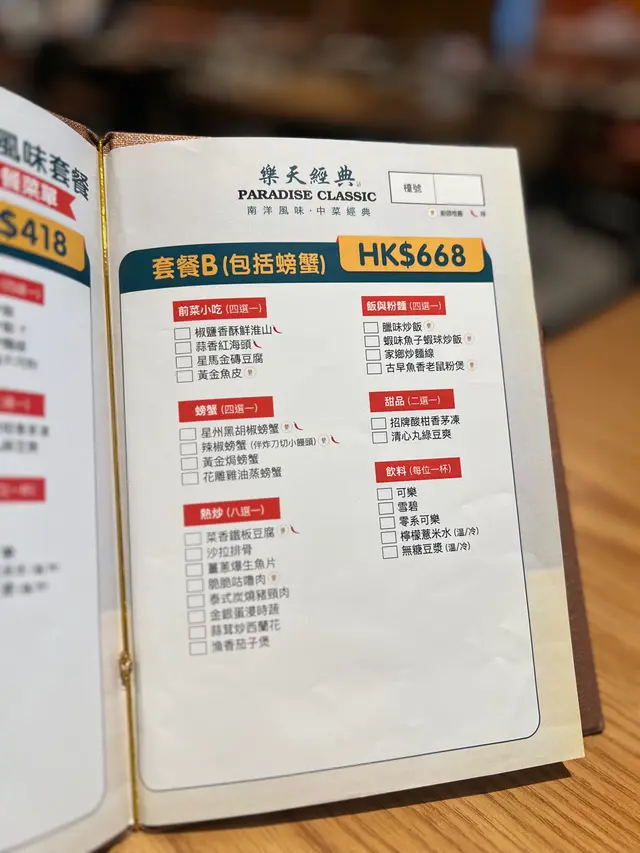 風味套餐
餐菜單
$418
樂天經典
PARADISE CLASSIC
南洋風味・中菜經典
檯號
套餐B(包括螃蟹)
HK$668
前菜小吃 (四選一)
椒鹽香酥鮮淮山
蒜香紅海頭
星馬金磚豆腐
黃金魚皮
螃蟹 (四選一)
星州黑胡椒螃蟹
辣椒螃蟹 (伴炸刀切小饅頭)
黃金焗螃蟹
花雕雞油蒸螃蟹
熱炒 (八選一)
菜香鐵板豆腐
沙拉排骨
薑蔥爆生魚片
脆脆咕嚕肉
泰式炭燒豬頸肉
金銀蛋浸時蔬
蒜茸炒西蘭花
漁香茄子煲
飯與粉麵 (四選一)
臘味炒飯
蝦味魚子蝦球炒飯
家鄉炒麵線
古早魚香老鼠粉煲
甜品 (二選一)
招牌酸柑香茅凍
清心丸綠豆爽
飲料 (每位一杯)
可樂
雪碧
零系可樂
檸檬薏米水 (溫/冷)
無糖豆漿 (溫/冷)